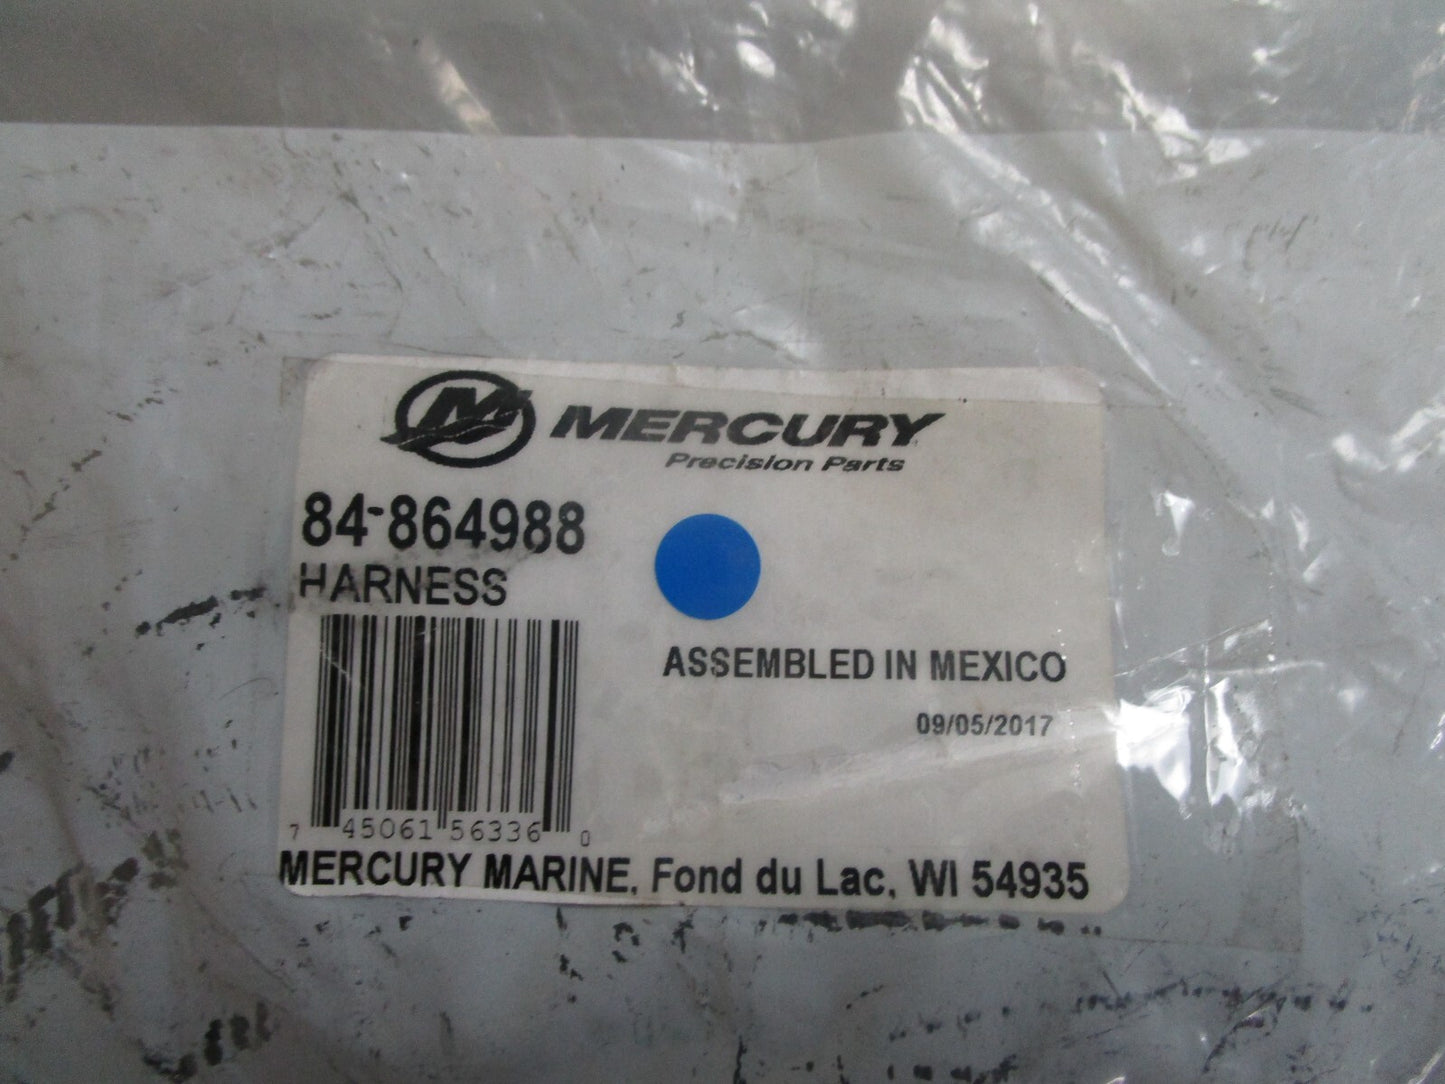 MERCURY
Precision Parts
84-864988
HARNESS
ASSEMBLED IN MEXICO
09/05/2017
7 45061 56336 0
MERCURY MARINE, Fond du Lac, WI 54935